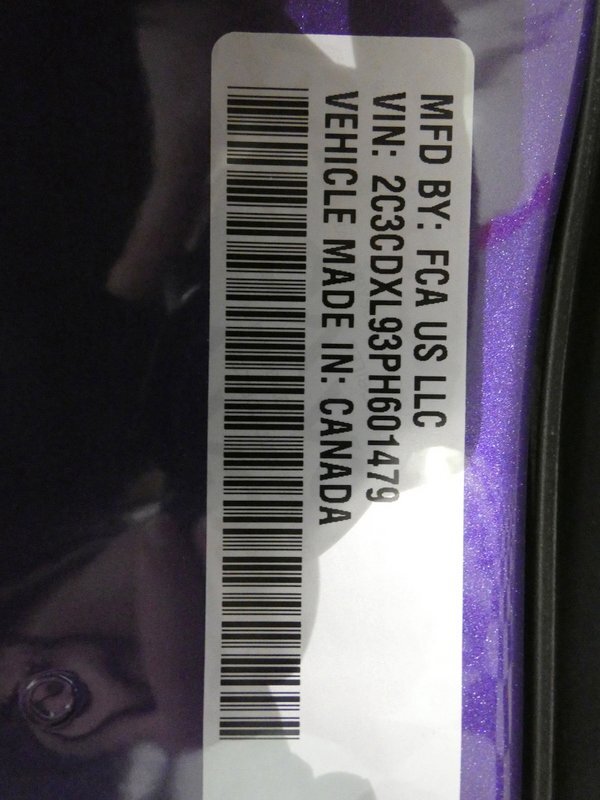 MFD BY: FCA US LLC
VIN: 2C3CDXL93PH601479
VEHICLE MADE IN: CANADA